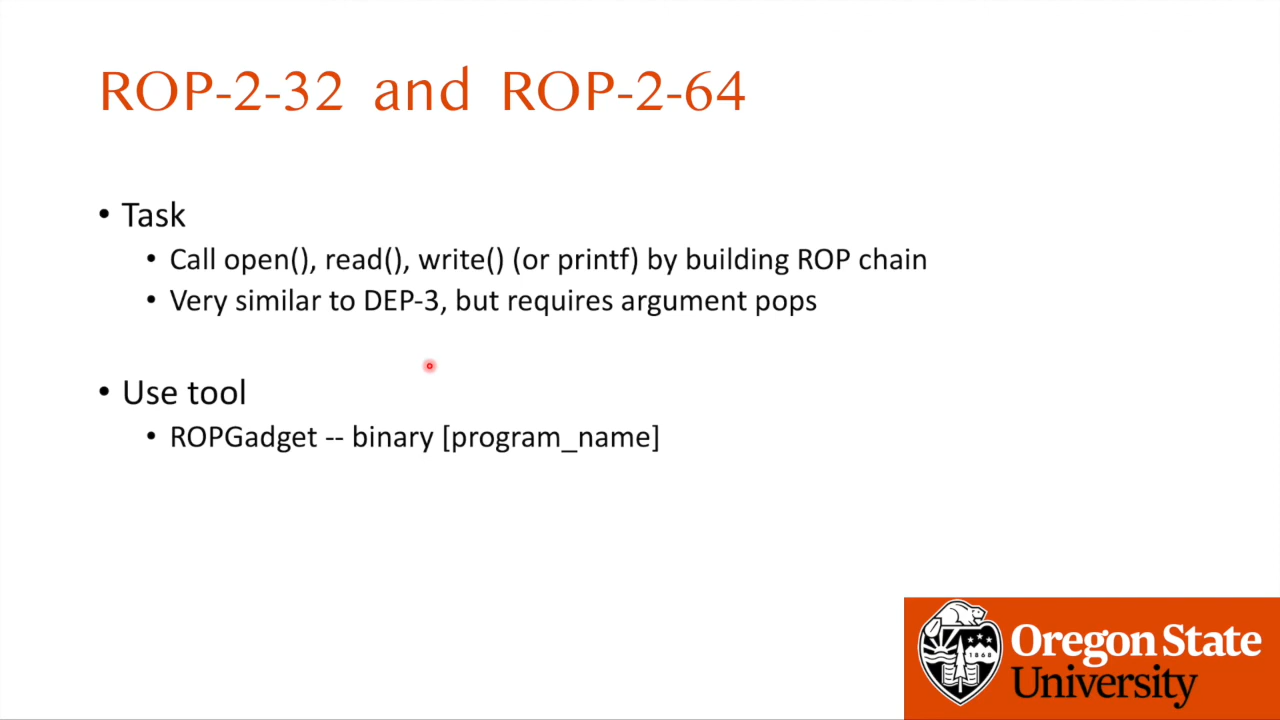 ROP-2-32 and ROP-2-64
• Task
• Call open(), read(), write() (or printf) by building ROP chain
• Very similar to DEP-3, but requires argument pops
• Use tool
• ROPGadget -- binary [program_name]
1868
Oregon State
University